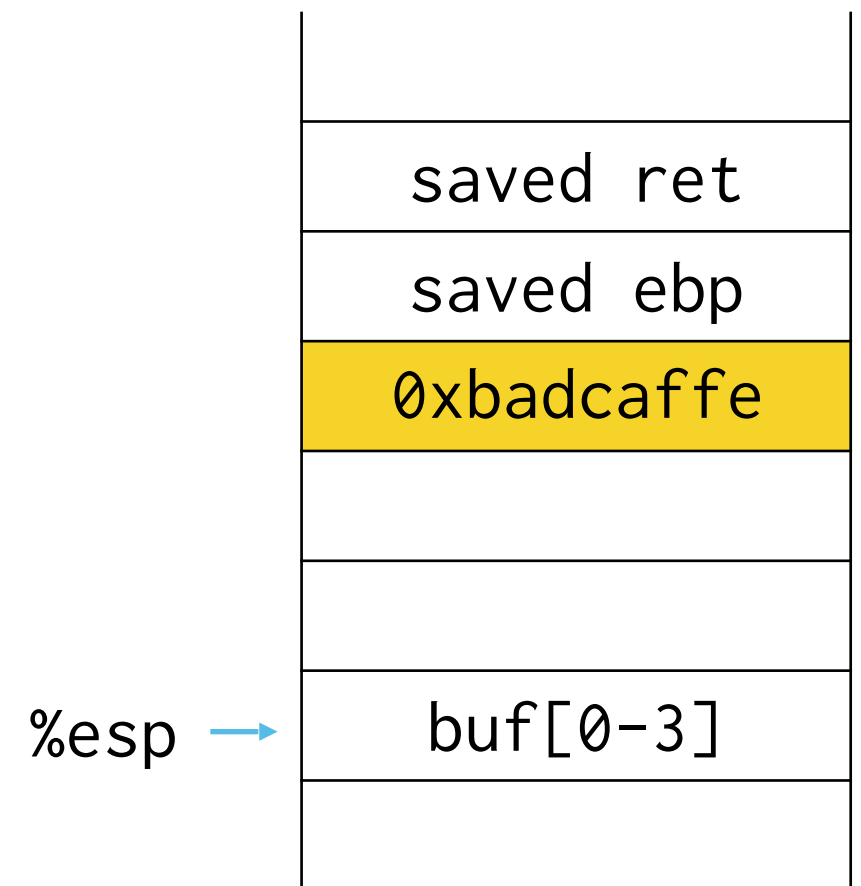 saved ret
saved ebp
0xbadcaffe
%esp
buf[0-3]